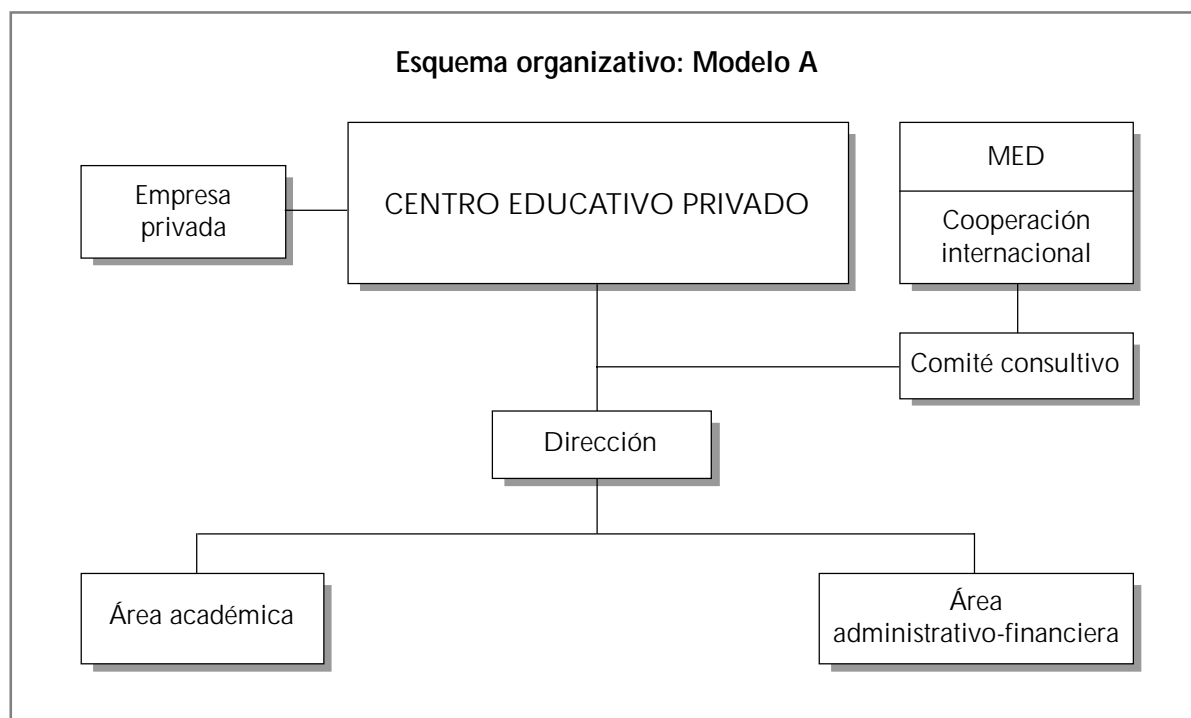 Esquema organizativo: Modelo A
Empresa
privada
CENTRO EDUCATIVO PRIVADO
MED
Cooperación
internacional
Comité consultivo
Dirección
Área académica
Área
administrativo-financiera